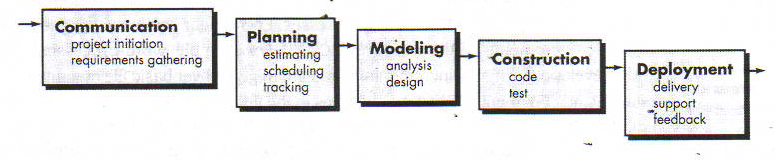 Communication
project initiation
requirements gathering
Planning
estimating
scheduling
tracking
Modeling
analysis
design
Construction
code
test
Deployment
delivery
support
feedback